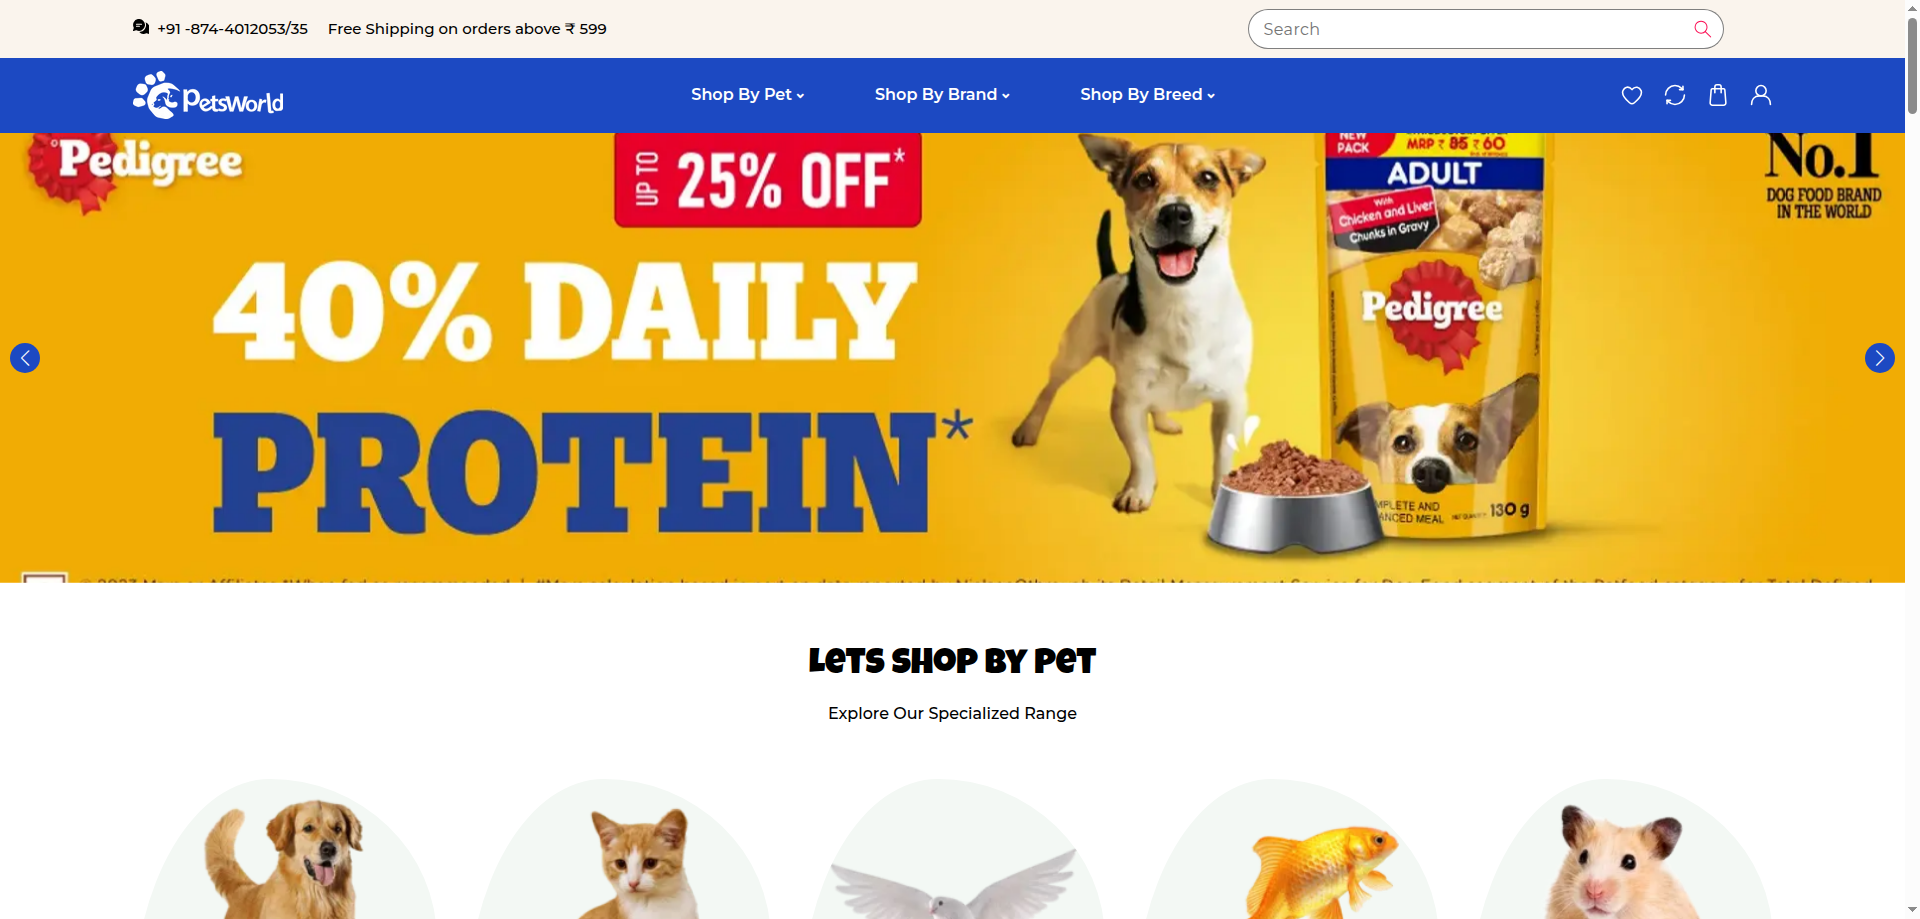 +91 -874-4012053/35 Free Shipping on orders above ₹ 599
Search
PetsWorld
Shop By Pet
Shop By Brand
Shop By Breed
Pedigree
UP TO 25% OFF*
40% DAILY
PROTEIN*
NEW PACK
MRP ₹ 85 ₹ 60
ADULT
With
Chicken and Liver
Chunks in Gravy
Pedigree
MPLETE AND
ANCED MEAL
130 g
No.1
DOG FOOD BRAND
IN THE WORLD
Lets Shop by Pet
Explore Our Specialized Range